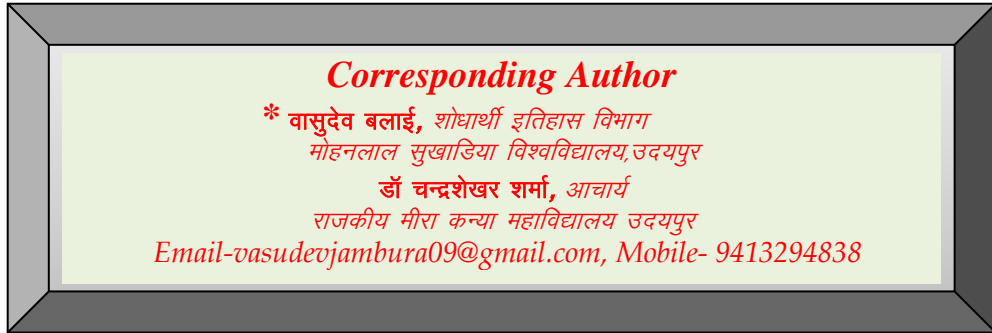 Corresponding Author
* वासुदेव बलाई, शोधार्थी इतिहास विभाग
मोहनलाल सुखाडिया विश्वविद्यालय,उदयपुर
डॉ चन्द्रशेखर शर्मा, आचार्य
राजकीय मीरा कन्या महाविद्यालय उदयपुर
Email-vasudevjambura09@gmail.com, Mobile- 9413294838